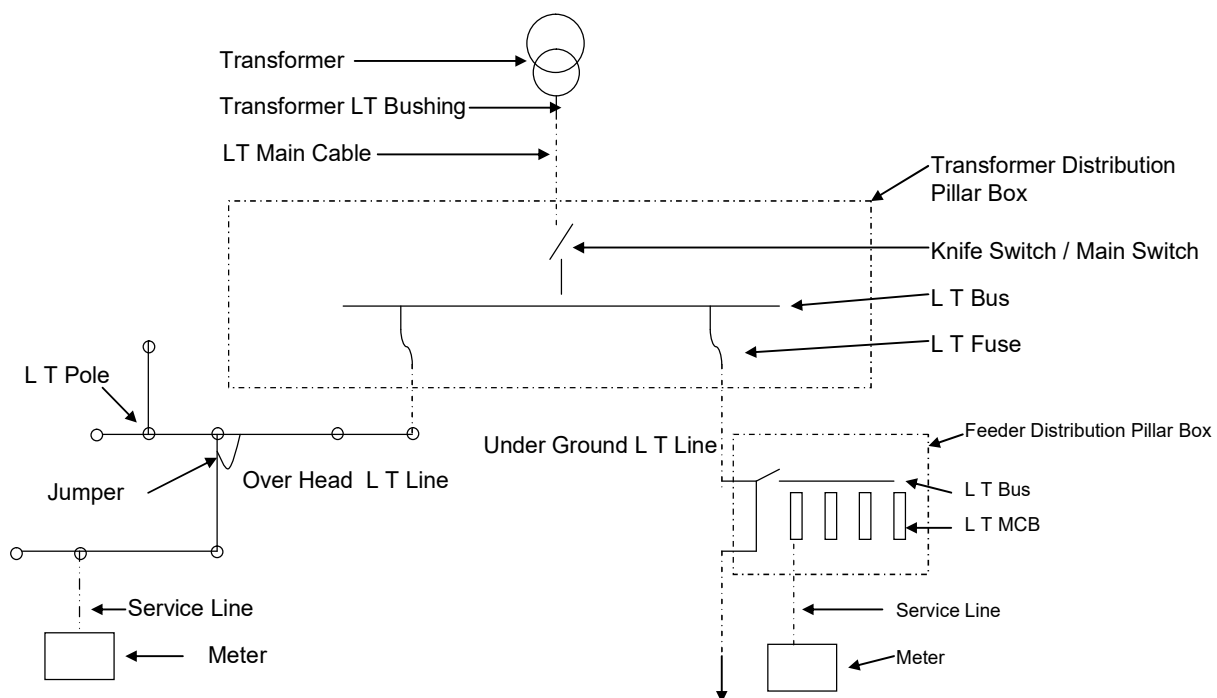 Transformer
Transformer LT Bushing
LT Main Cable
Transformer Distribution
Pillar Box
Knife Switch / Main Switch
L T Bus
L T Fuse
L T Pole
Under Ground L T Line
Feeder Distribution Pillar Box
Jumper
Over Head L T Line
L T Bus
L T MCB
Service Line
Service Line
Meter
Meter